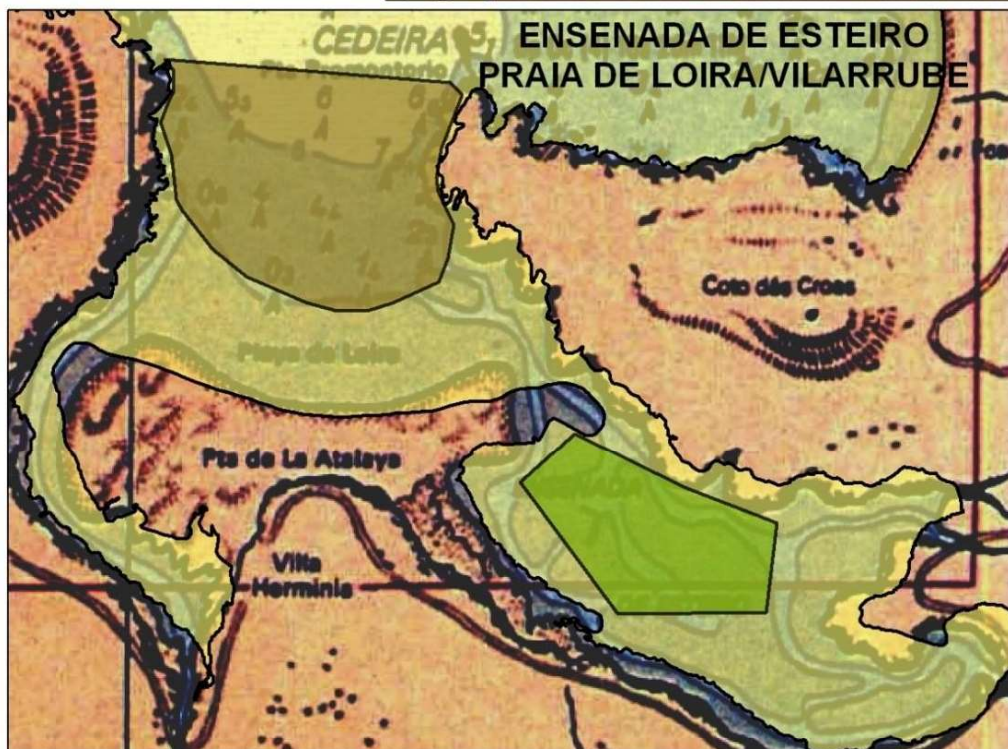 CEDEIRA
ENSENADA DE ESTEIRO
PRAIA DE LOIRA/VILARRUBE
Coto dás Croas
Playa de Loira
Pta de La Atalaya
Villa
Herminia